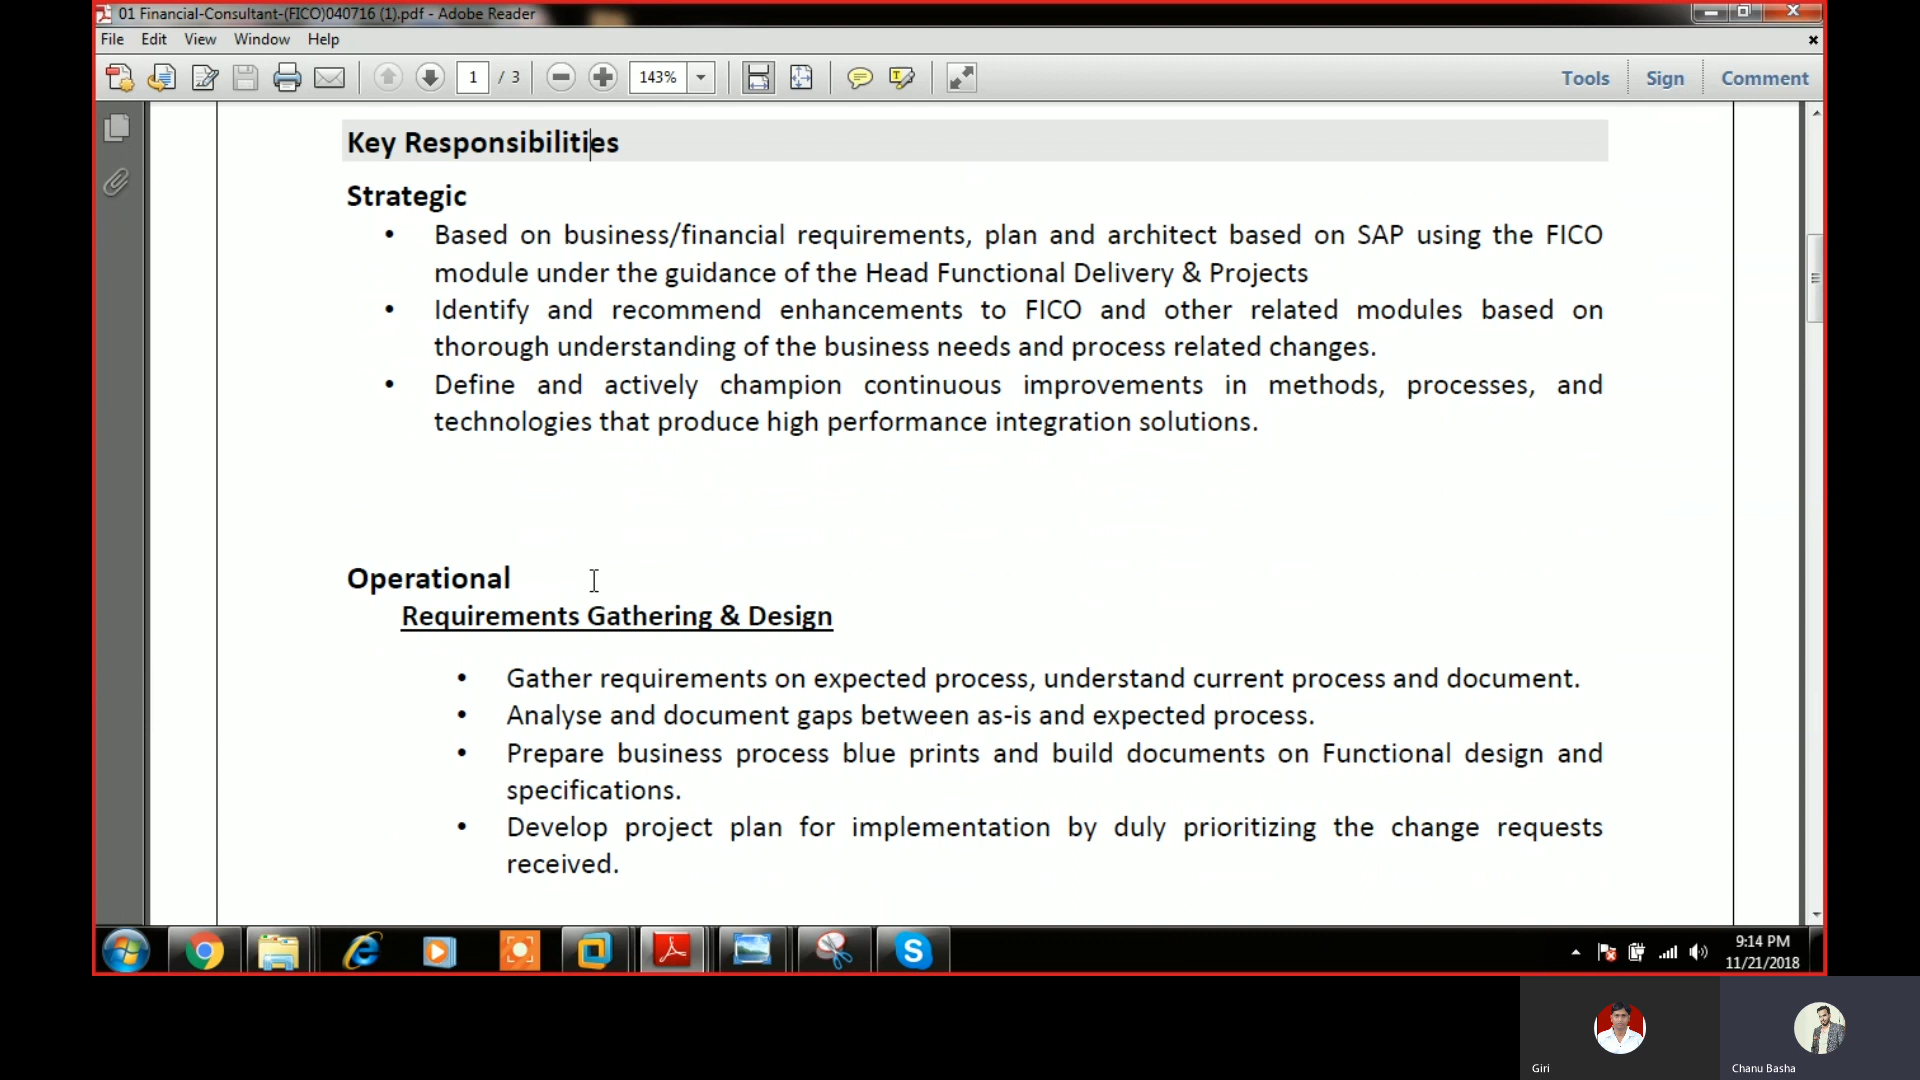 01 Financial-Consultant-(FICO)040716 (1).pdf - Adobe Reader
File Edit View Window Help
1 / 3 143% Tools Sign Comment
Key Responsibilities
Strategic
• Based on business/financial requirements, plan and architect based on SAP using the FICO
module under the guidance of the Head Functional Delivery & Projects
• Identify and recommend enhancements to FICO and other related modules based on
thorough understanding of the business needs and process related changes.
• Define and actively champion continuous improvements in methods, processes, and
technologies that produce high performance integration solutions.
Operational
Requirements Gathering & Design
• Gather requirements on expected process, understand current process and document.
• Analyse and document gaps between as-is and expected process.
• Prepare business process blue prints and build documents on Functional design and
specifications.
• Develop project plan for implementation by duly prioritizing the change requests
received.
9:14 PM
11/21/2018
Giri
Chanu Basha